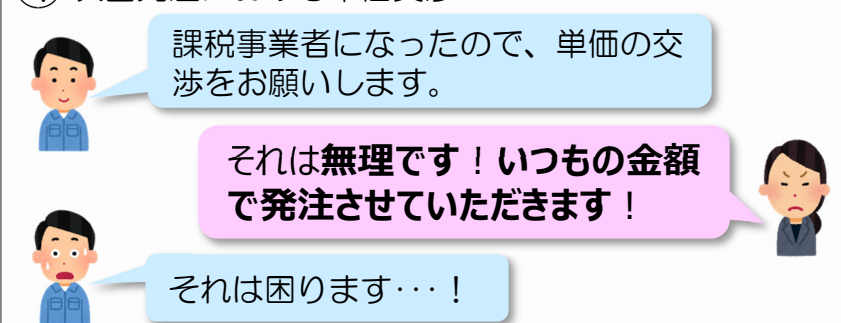 課税事業者になったので、単価の交
渉をお願いします。
それは無理です！いつもの金額
で発注させていただきます！
それは困ります･･･！